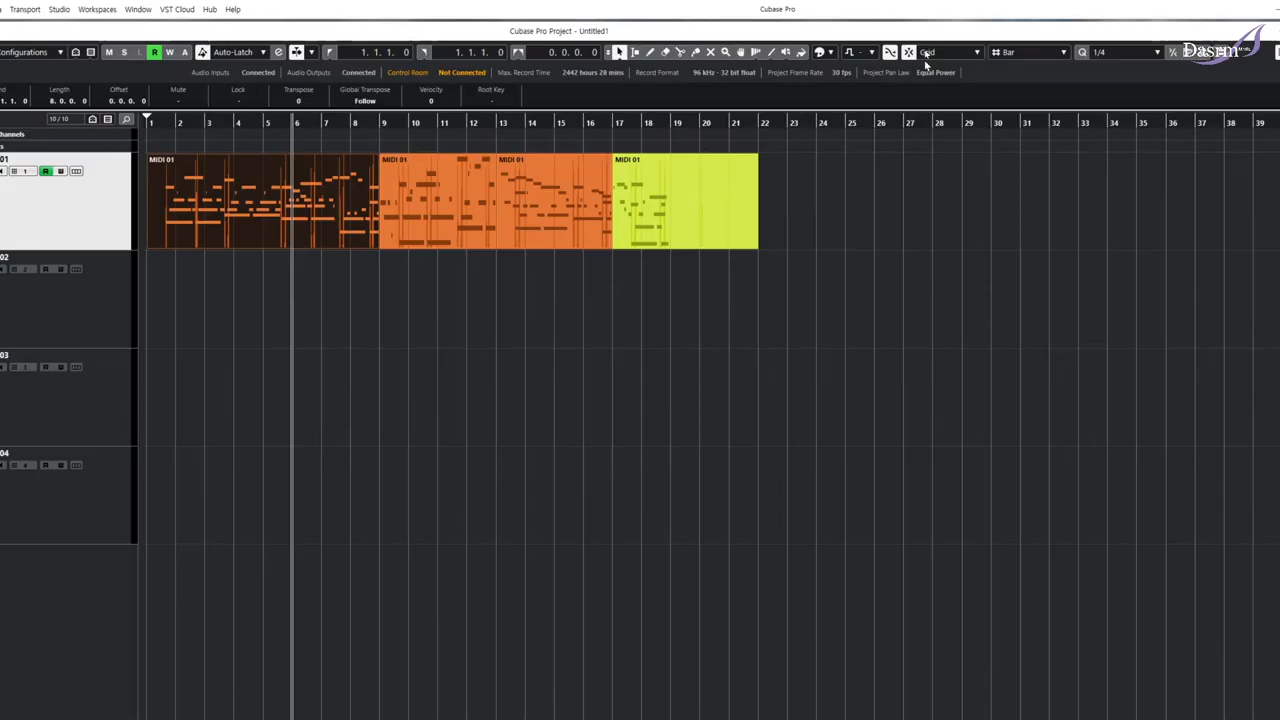 Transport Studio Workspaces Window VST Cloud Hub Help Cubase Pro
Cubase Pro Project - Untitled1
Configurations M S L R W A Auto-Latch 1. 1. 1. 0 1. 1. 1. 0 0. 0. 0. 0 Grid Bar Q 1/4 Dasom
Audio Inputs Connected Audio Outputs Connected Control Room Not Connected Max. Record Time 2442 hours 28 mins Record Format 96 kHz - 32 bit float Project Frame Rate 30 fps Project Pan Law Equal Power
Length Offset Mute Lock Transpose Global Transpose Velocity Root Key
1. 1. 0 8. 0. 0. 0 0. 0. 0. 0 - - 0 Follow 0 -
10 / 10 1 2 3 4 5 6 7 8 9 10 11 12 13 14 15 16 17 18 19 20 21 22 23 24 25 26 27 28 29 30 31 32 33 34 35 36 37 38 39
hannels
s
01 MIDI 01 MIDI 01 MIDI 01 MIDI 01
1 R
02
2 R
03
3 R
04
4 R